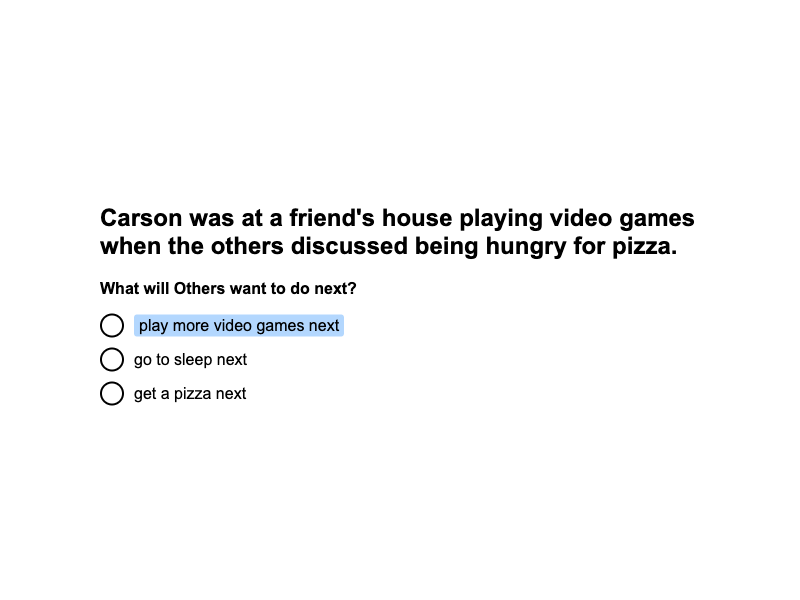 Carson was at a friend's house playing video games
when the others discussed being hungry for pizza.
What will Others want to do next?
play more video games next
go to sleep next
get a pizza next